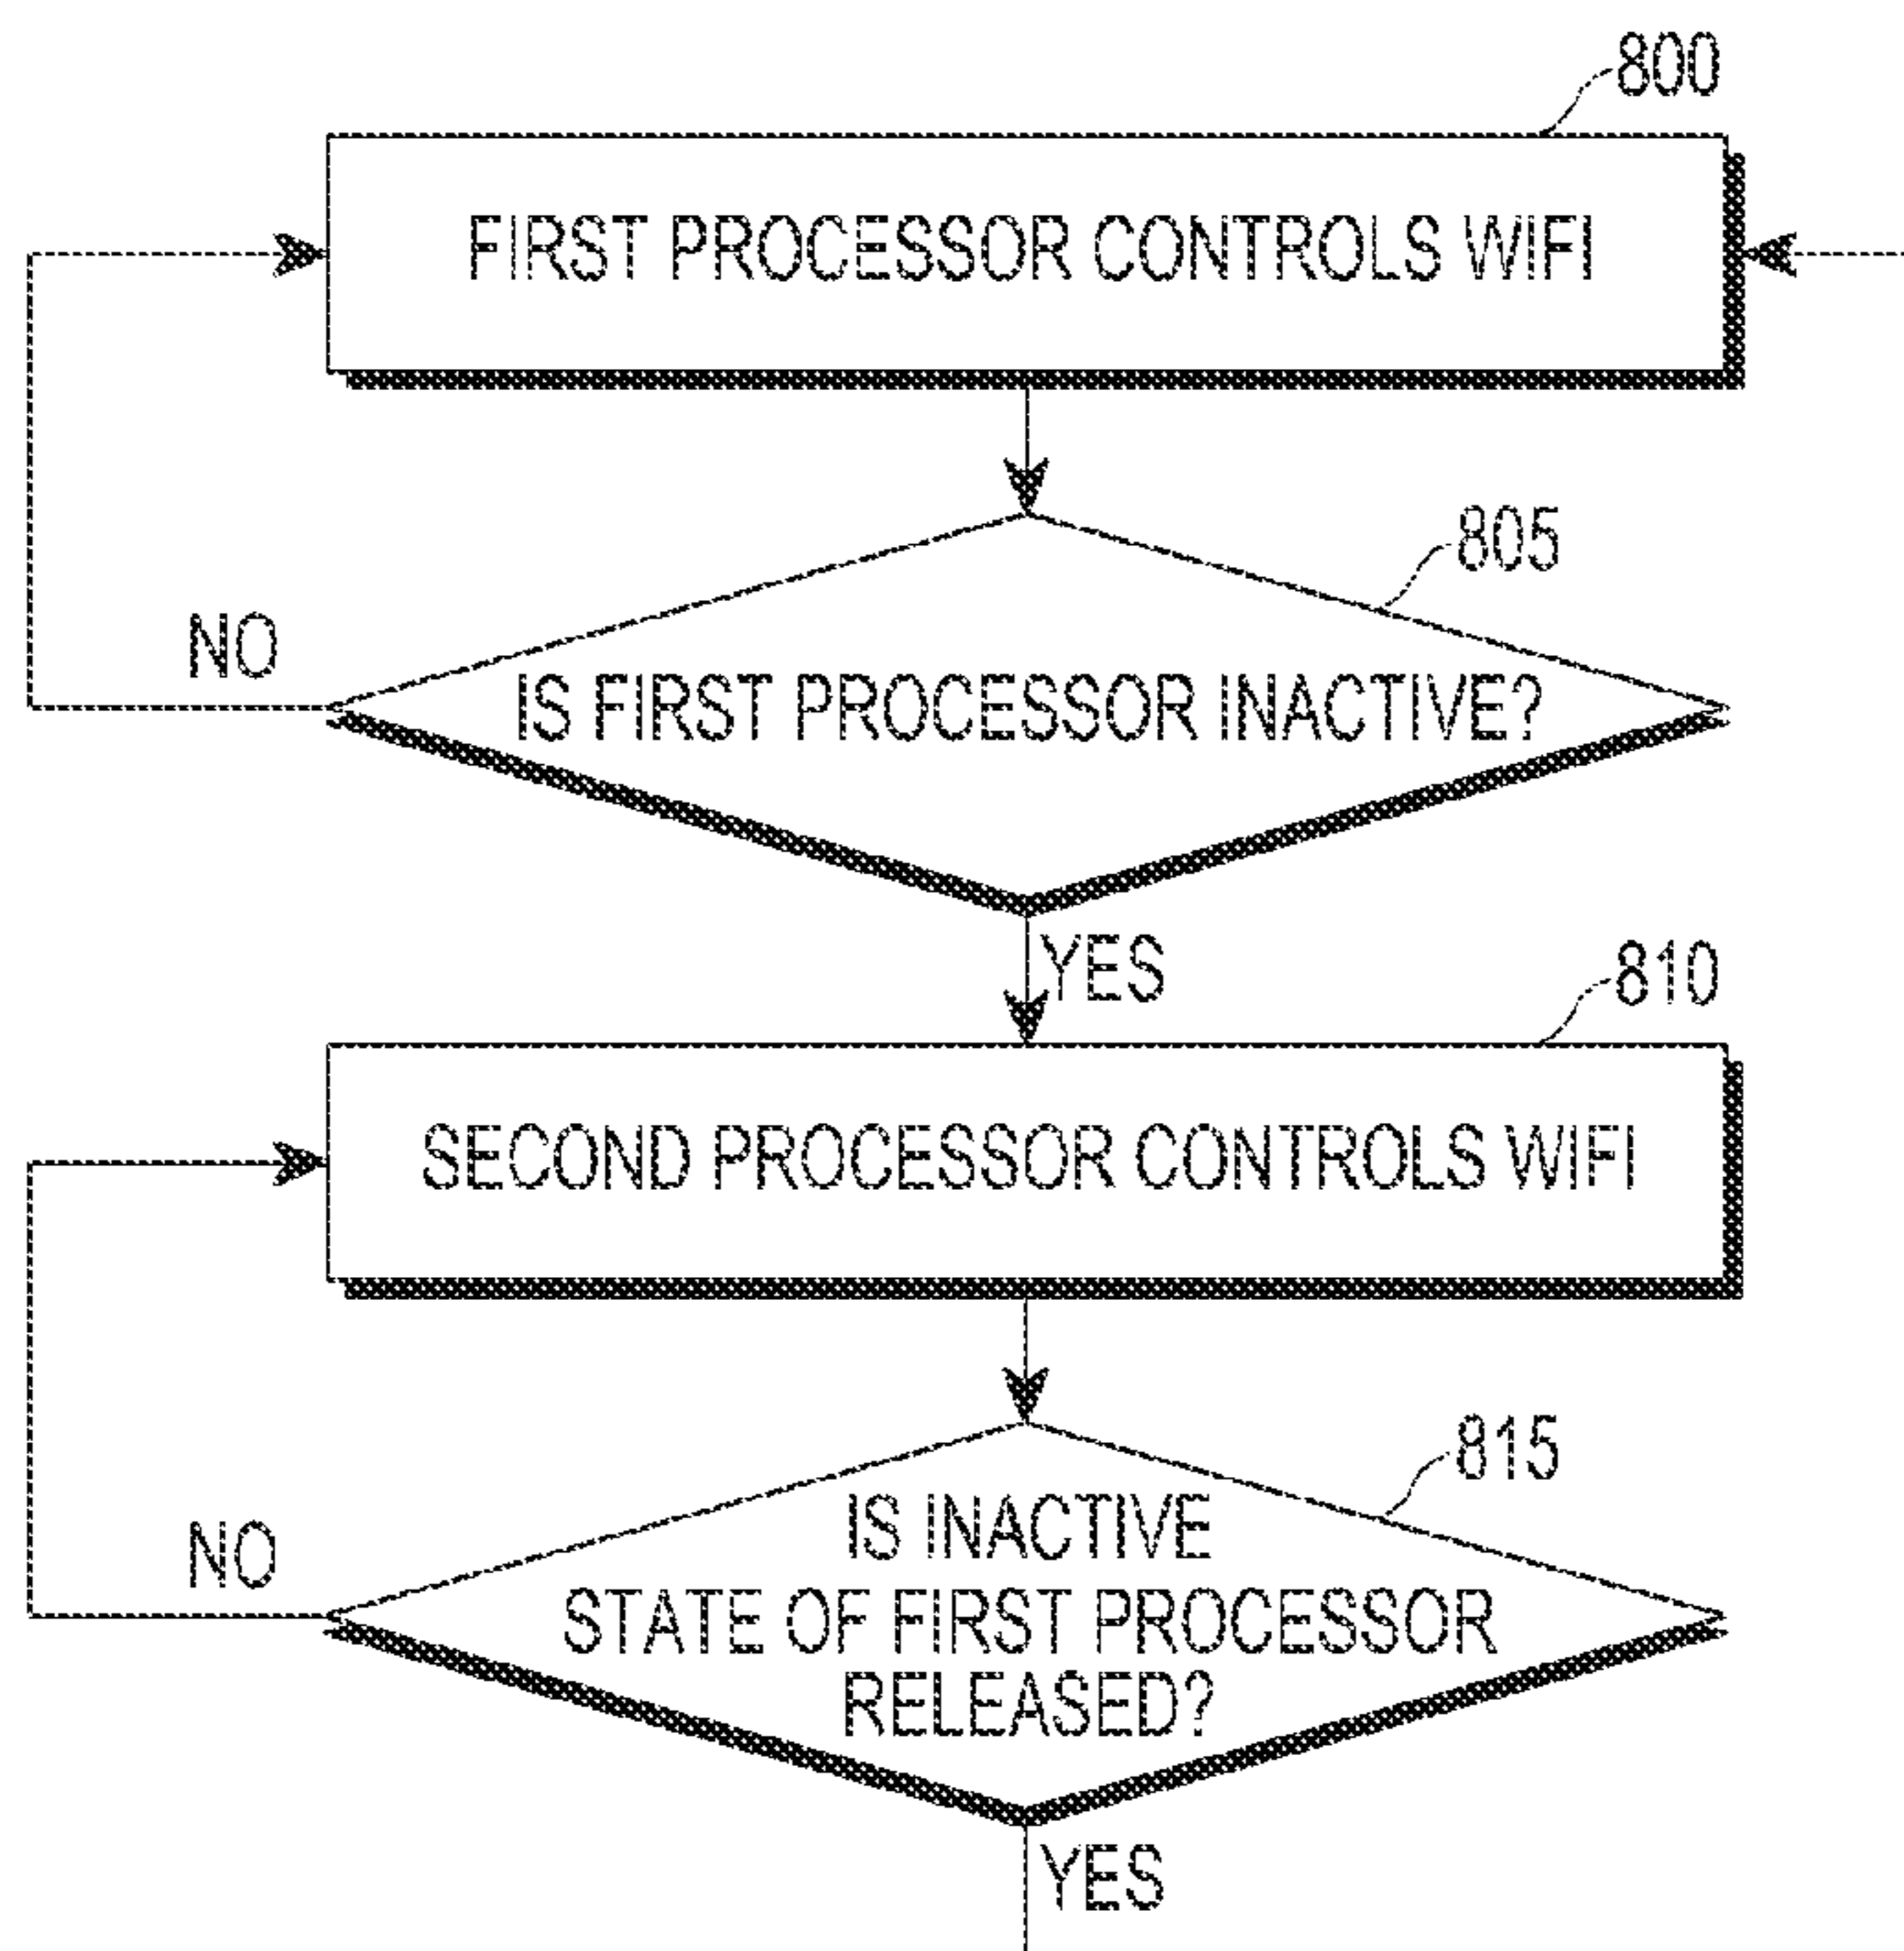 800
FIRST PROCESSOR CONTROLS WIFI
805
NO
IS FIRST PROCESSOR INACTIVE?
YES
810
SECOND PROCESSOR CONTROLS WIFI
815
NO
IS INACTIVE
STATE OF FIRST PROCESSOR
RELEASED?
YES